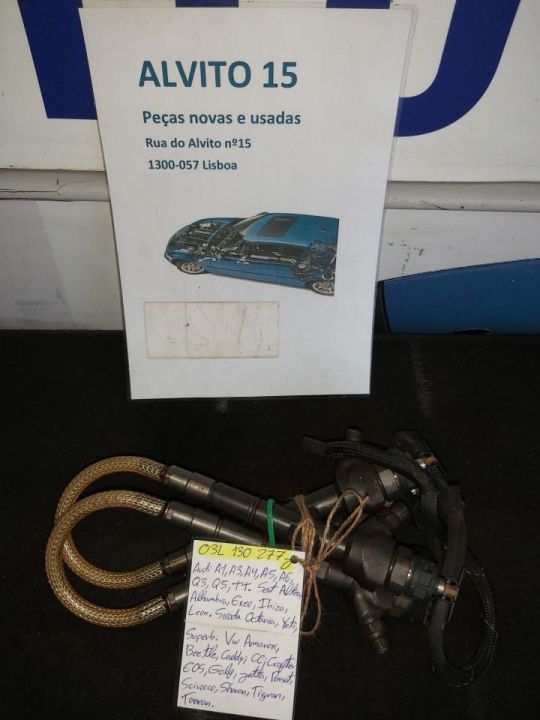 ALVITO 15
Peças novas e usadas
Rua do Alvito nº15
1300-057 Lisboa
03L 130 277J
Audi A1, A3, A4, A5, A6,
Q3, Q5, TT. Seat Altea,
Alhambra, Exeo, Ibiza,
Leon. Skoda Octavia, Yeti,
Superb. Vw Amarok,
Beetle, Caddy, CC, Crafter
EOS, Golf, Jetta, Passat,
Scirocco, Sharan, Tiguan,
Touran.